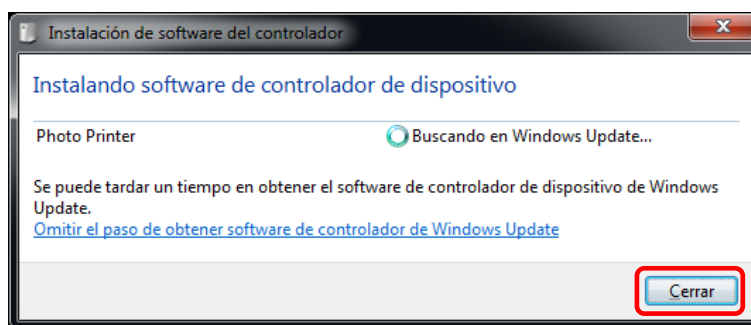 Instalación de software del controlador
Instalando software de controlador de dispositivo
Photo Printer Buscando en Windows Update...
Se puede tardar un tiempo en obtener el software de controlador de dispositivo de Windows
Update.
Omitir el paso de obtener software de controlador de Windows Update
Cerrar